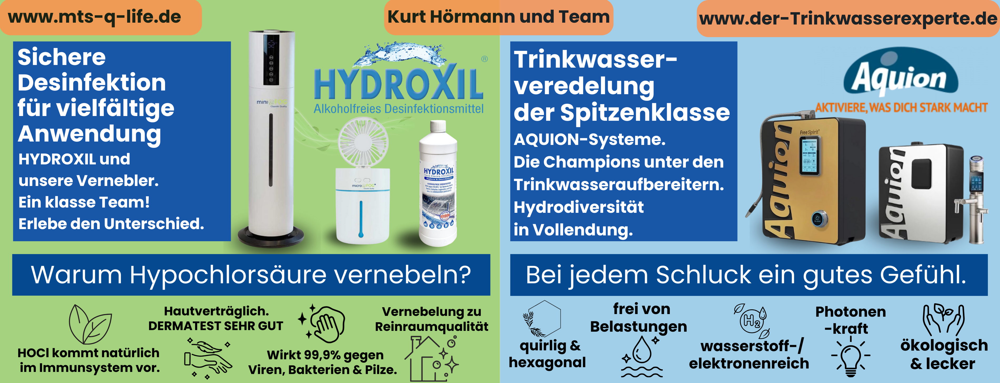 www.mts-q-life.de
Kurt Hörmann und Team
www.der-Trinkwasserexperte.de
Sichere
Desinfektion
für vielfältige
Anwendung
HYDROXIL und
unsere Vernebler.
Ein klasse Team!
Erlebe den Unterschied.
mini FOG
CleanAir Quality
HYDROXIL ®
Alkoholfreies Desinfektionsmittel
micro FOG+
CleanAir Quality
HYDROXIL
Aqua Electra HYDROXIL
Hygiene & Desinfektion
ALKOHOLFREIE DESINFEKTION
Warum Hypochlorsäure vernebeln?
HOCl kommt natürlich
im Immunsystem vor.
Hautverträglich.
DERMATEST SEHR GUT
Wirkt 99,9% gegen
Viren, Bakterien & Pilze.
Vernebelung zu
Reinraumqualität
Trinkwasser-
veredelung
der Spitzenklasse
AQUION-Systeme.
Die Champions unter den
Trinkwasseraufbereitern.
Hydrodiversität
in Vollendung.
Aquion
AKTIVIERE, WAS DICH STARK MACHT
Free Spirit®
Aquion
Aquion
Bei jedem Schluck ein gutes Gefühl.
quirlig &
hexagonal
frei von
Belastungen
H2
wasserstoff-/
elektronenreich
Photonen
-kraft
ökologisch
& lecker